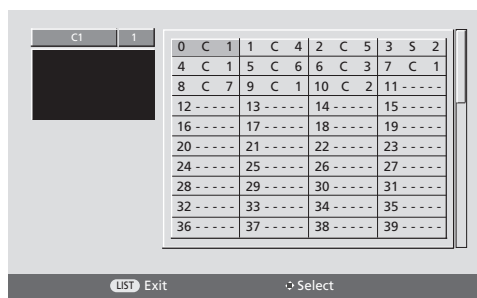 C1 1
0 C 1 1 C 4 2 C 5 3 S 2
4 C 1 5 C 6 6 C 3 7 C 1
8 C 7 9 C 1 10 C 2 11 - - - - -
12 - - - - - 13 - - - - - 14 - - - - - 15 - - - - -
16 - - - - - 17 - - - - - 18 - - - - - 19 - - - - -
20 - - - - - 21 - - - - - 22 - - - - - 23 - - - - -
24 - - - - - 25 - - - - - 26 - - - - - 27 - - - - -
28 - - - - - 29 - - - - - 30 - - - - - 31 - - - - -
32 - - - - - 33 - - - - - 34 - - - - - 35 - - - - -
36 - - - - - 37 - - - - - 38 - - - - - 39 - - - - -
LIST Exit Select